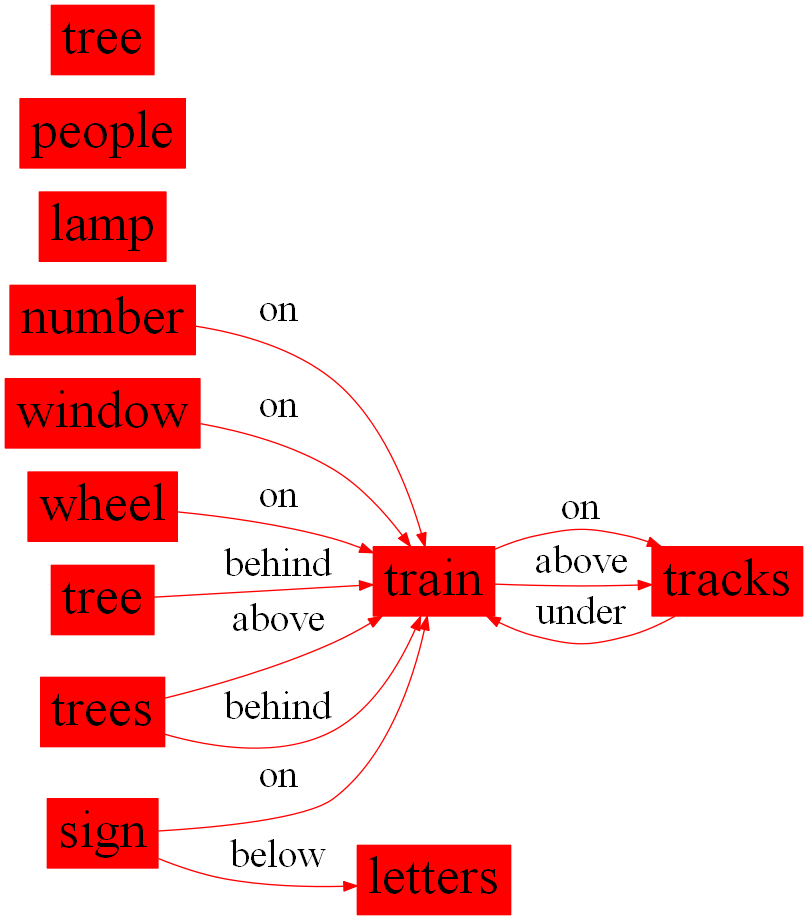 tree
people
lamp
number
on
window
on
wheel
on
on
tree
behind
train
above
tracks
above
under
trees
behind
on
sign
below
letters